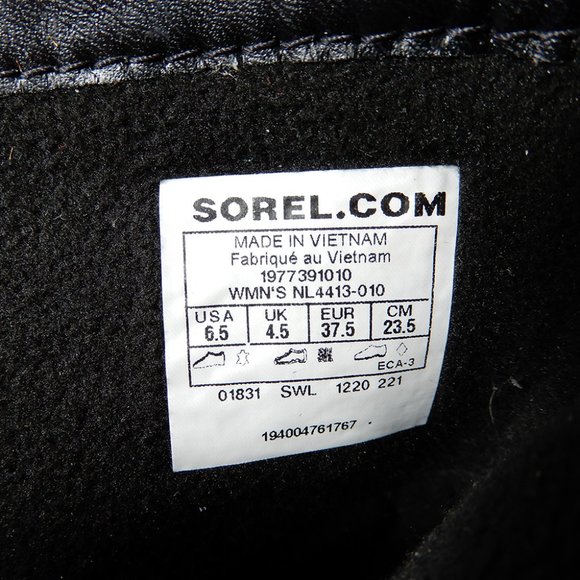 SOREL.COM
MADE IN VIETNAM
Fabriqué au Vietnam
1977391010
WMN'S NL4413-010
USA UK EUR CM
6.5 4.5 37.5 23.5
ECA-3
01831 SWL 1220 221
194004761767